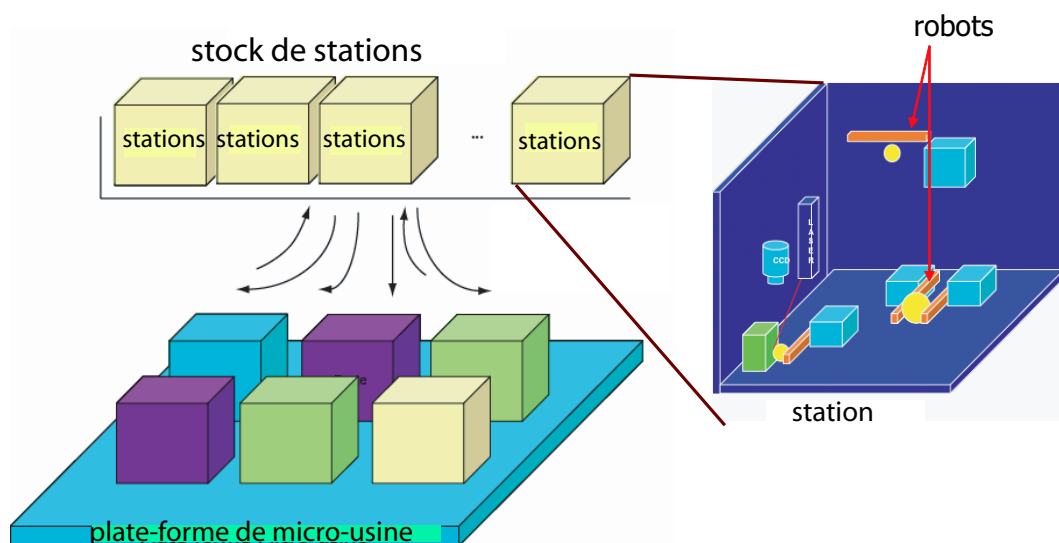 robots
stock de stations
stations stations stations ... stations
LASER
CCD
station
plate-forme de micro-usine